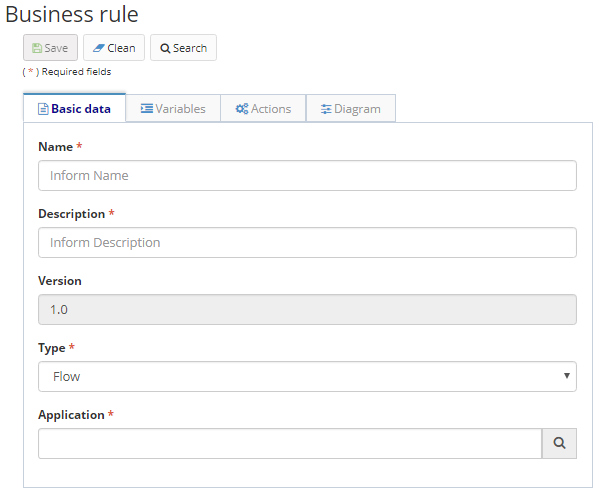 Business rule
Save Clean Search
( * ) Required fields
Basic data Variables Actions Diagram
Name *
Inform Name
Description *
Inform Description
Version
1.0
Type *
Flow
Application *